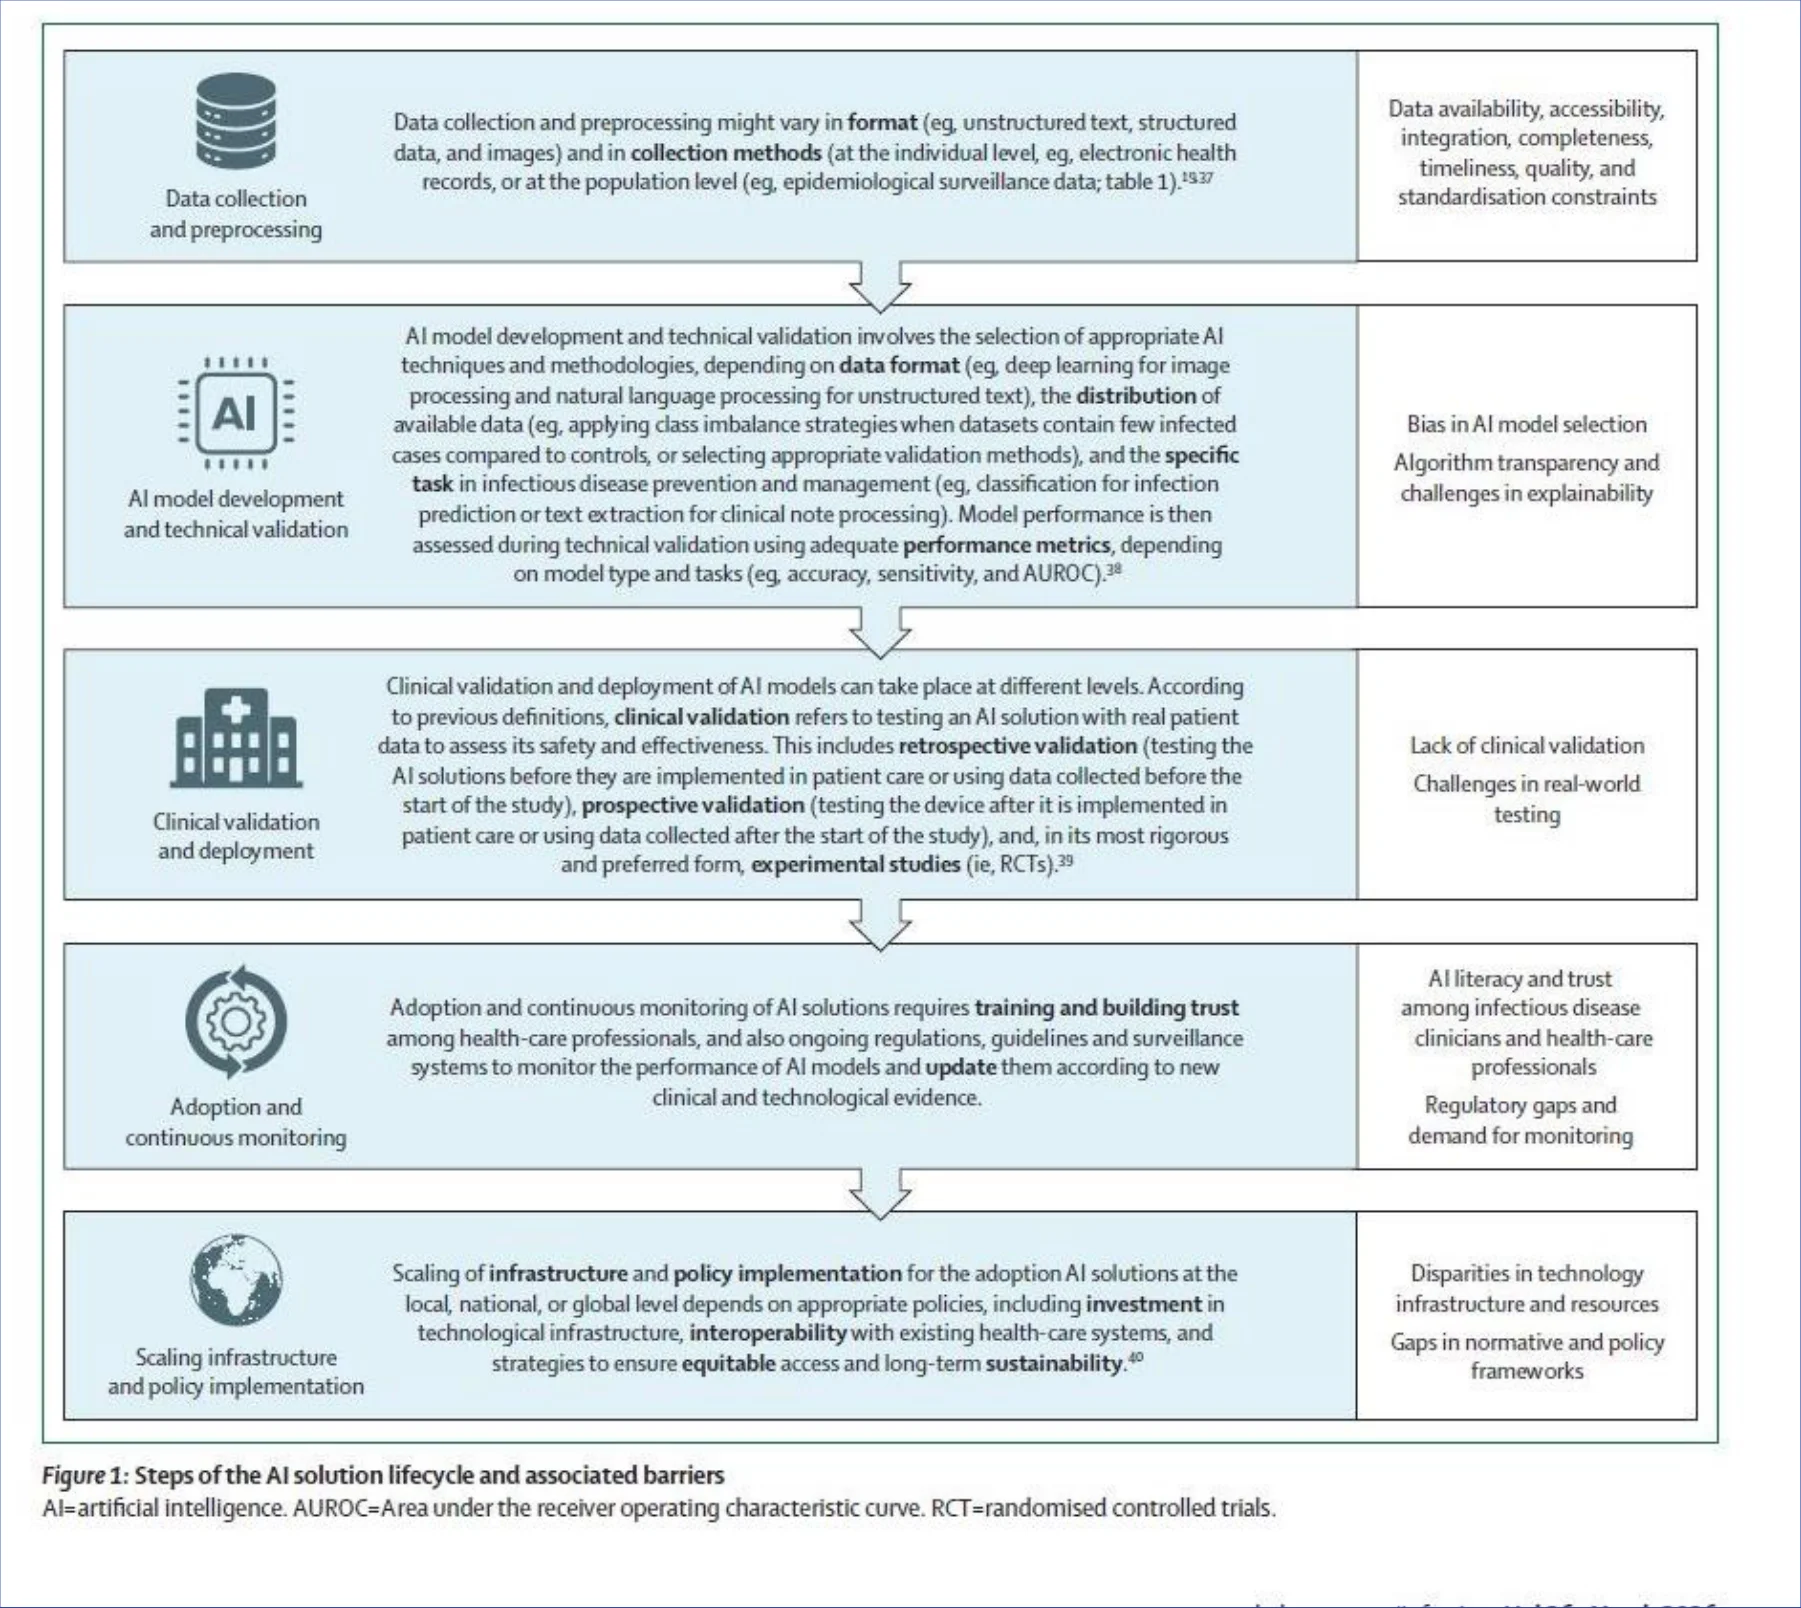 Data collection
and preprocessing
Data collection and preprocessing might vary in format (eg, unstructured text, structured
data, and images) and in collection methods (at the individual level, eg, electronic health
records, or at the population level (eg, epidemiological surveillance data; table 1).¹⁵,³⁷
Data availability, accessibility,
integration, completeness,
timeliness, quality, and
standardisation constraints
AI
AI model development
and technical validation
AI model development and technical validation involves the selection of appropriate AI
techniques and methodologies, depending on data format (eg, deep learning for image
processing and natural language processing for unstructured text), the distribution of
available data (eg, applying class imbalance strategies when datasets contain few infected
cases compared to controls, or selecting appropriate validation methods), and the specific
task in infectious disease prevention and management (eg, classification for infection
prediction or text extraction for clinical note processing). Model performance is then
assessed during technical validation using adequate performance metrics, depending
on model type and tasks (eg, accuracy, sensitivity, and AUROC).³⁸
Bias in AI model selection
Algorithm transparency and
challenges in explainability
Clinical validation
and deployment
Clinical validation and deployment of AI models can take place at different levels. According
to previous definitions, clinical validation refers to testing an AI solution with real patient
data to assess its safety and effectiveness. This includes retrospective validation (testing the
AI solutions before they are implemented in patient care or using data collected before the
start of the study), prospective validation (testing the device after it is implemented in
patient care or using data collected after the start of the study), and, in its most rigorous
and preferred form, experimental studies (ie, RCTs).³⁹
Lack of clinical validation
Challenges in real-world
testing
Adoption and
continuous monitoring
Adoption and continuous monitoring of AI solutions requires training and building trust
among health-care professionals, and also ongoing regulations, guidelines and surveillance
systems to monitor the performance of AI models and update them according to new
clinical and technological evidence.
AI literacy and trust
among infectious disease
clinicians and health-care
professionals
Regulatory gaps and
demand for monitoring
Scaling infrastructure
and policy implementation
Scaling of infrastructure and policy implementation for the adoption AI solutions at the
local, national, or global level depends on appropriate policies, including investment in
technological infrastructure, interoperability with existing health-care systems, and
strategies to ensure equitable access and long-term sustainability.⁴⁰
Disparities in technology
infrastructure and resources
Gaps in normative and policy
frameworks
Figure 1: Steps of the AI solution lifecycle and associated barriers
AI=artificial intelligence. AUROC=Area under the receiver operating characteristic curve. RCT=randomised controlled trials.